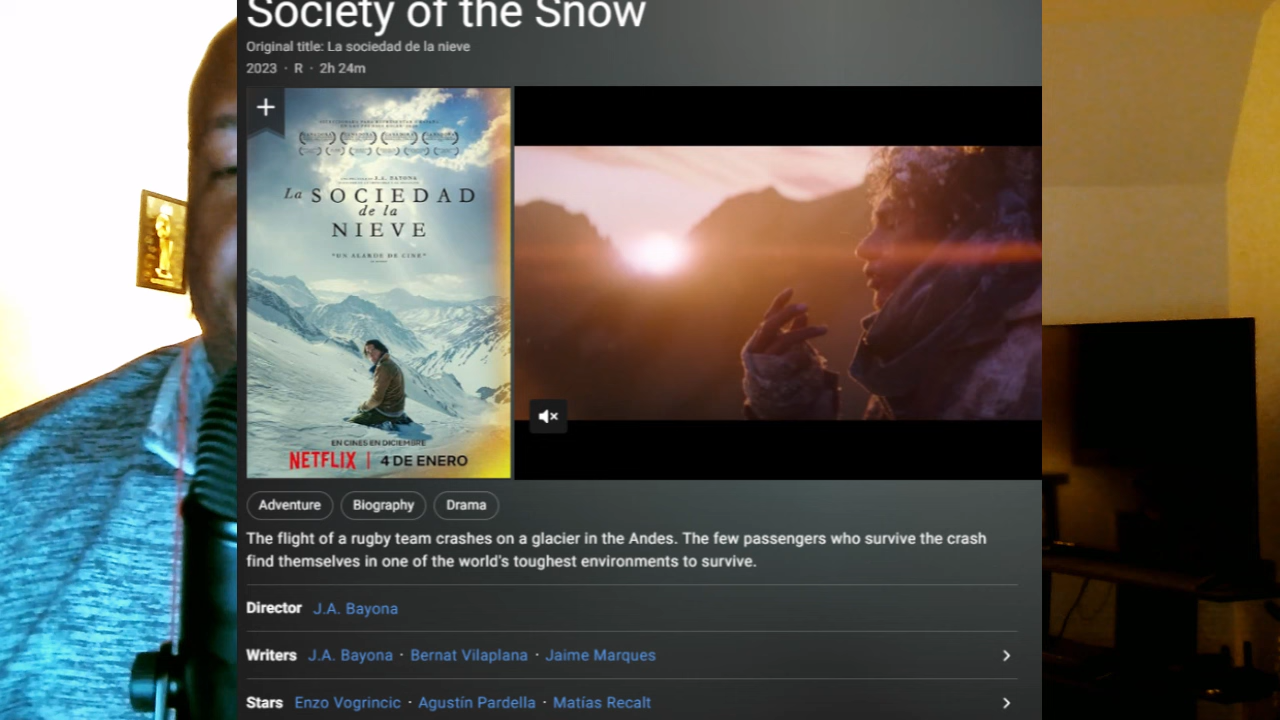 Society of the Snow
Original title: La sociedad de la nieve
2023 · R · 2h 24m
+
La SOCIEDAD
de la
NIEVE
"UN ALARDE DE CINE"
EN CINES EN DICIEMBRE
NETFLIX | 4 DE ENERO
Adventure
Biography
Drama
The flight of a rugby team crashes on a glacier in the Andes. The few passengers who survive the crash
find themselves in one of the world's toughest environments to survive.
Director J.A. Bayona
Writers J.A. Bayona · Bernat Vilaplana · Jaime Marques
Stars Enzo Vogrincic · Agustín Pardella · Matías Recalt